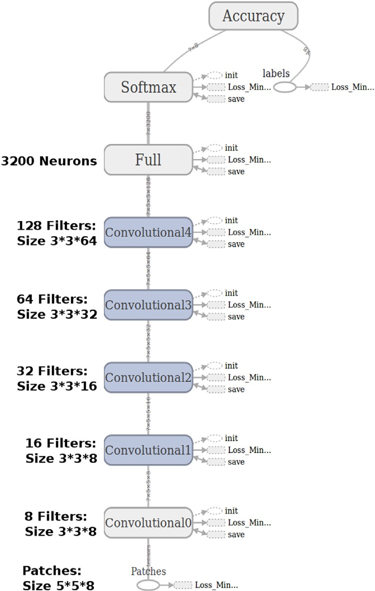 Accuracy
labels
Loss_Min...
Softmax
init
Loss_Min...
save
3200 Neurons
Full
init
Loss_Min...
save
128 Filters:
Size 3*3*64
Convolutional4
init
Loss_Min...
save
64 Filters:
Size 3*3*32
Convolutional3
init
Loss_Min...
save
32 Filters:
Size 3*3*16
Convolutional2
init
Loss_Min...
save
16 Filters:
Size 3*3*8
Convolutional1
init
Loss_Min...
save
8 Filters:
Size 3*3*8
Convolutional0
init
Loss_Min...
save
Patches:
Size 5*5*8
Patches
Loss_Min...